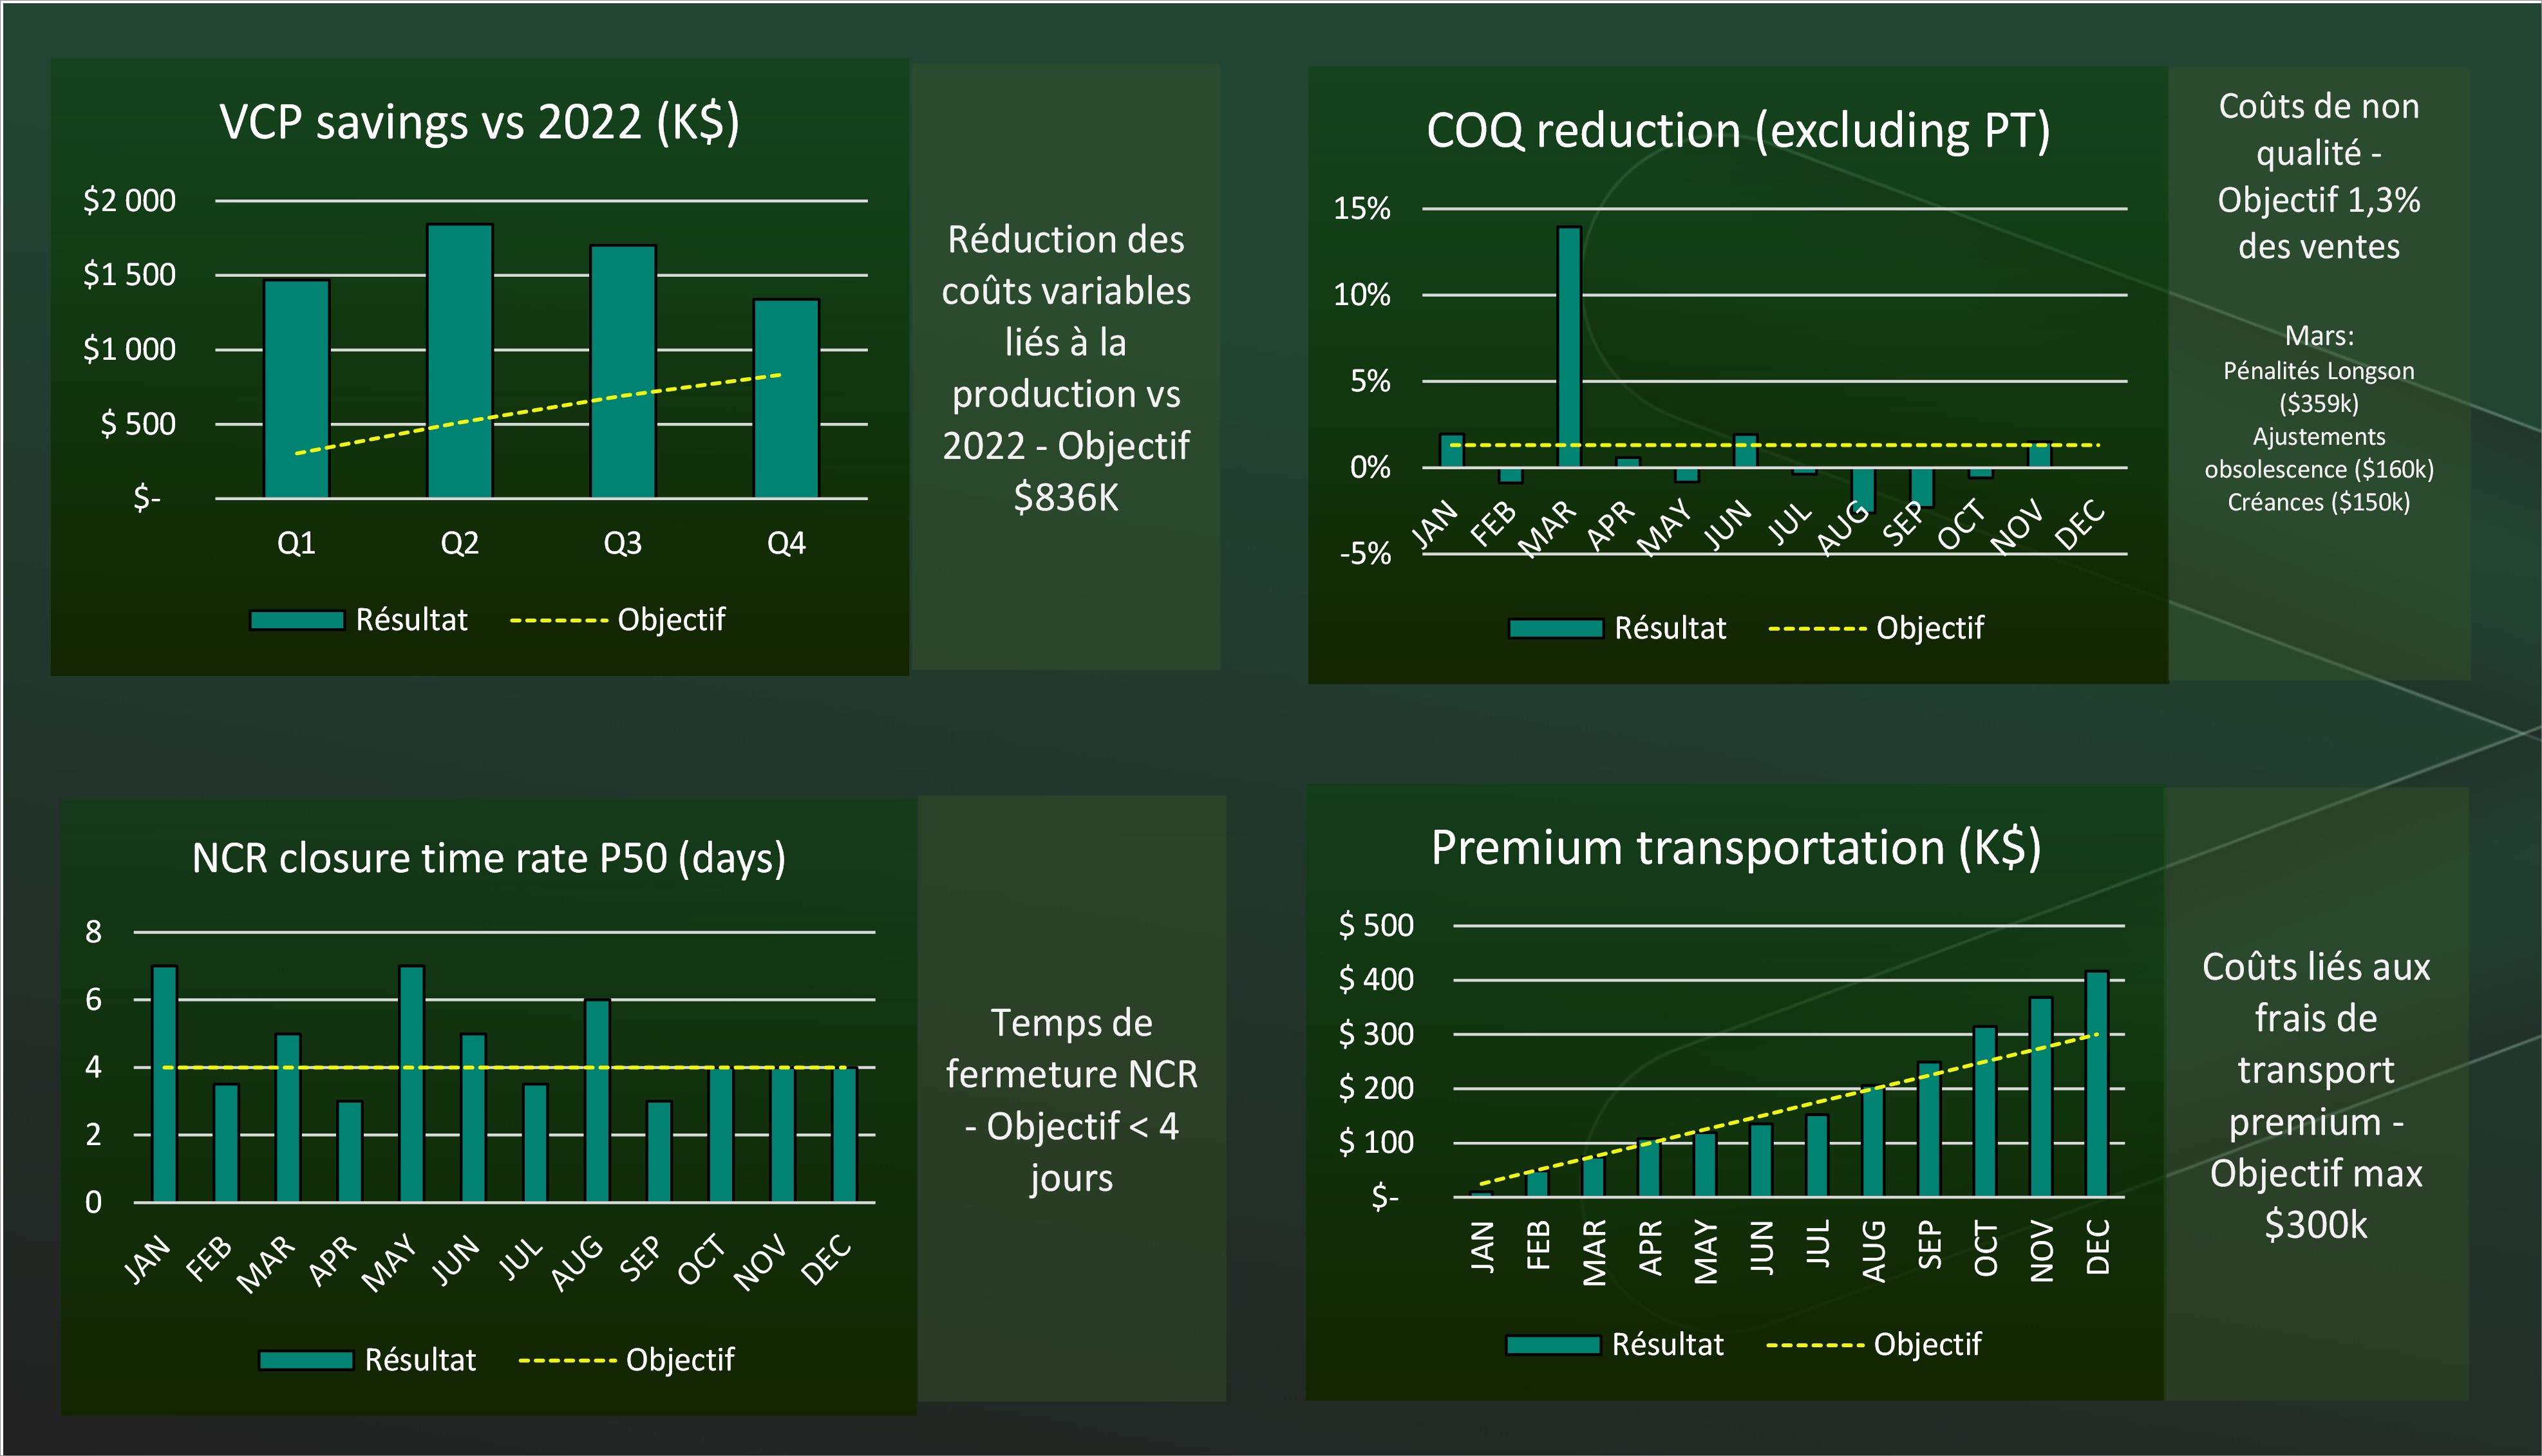 VCP savings vs 2022 (K$)
$2 000
$1 500
$1 000
$ 500
$-
Q1 Q2 Q3 Q4
Résultat Objectif
Réduction des
coûts variables
liés à la
production vs
2022 - Objectif
$836K
COQ reduction (excluding PT)
15%
10%
5%
0%
-5%
JAN FEB MAR APR MAY JUN JUL AUG SEP OCT NOV DEC
Résultat Objectif
Coûts de non
qualité -
Objectif 1,3%
des ventes
Mars:
Pénalités Longson
($359k)
Ajustements
obsolescence ($160k)
Créances ($150k)
NCR closure time rate P50 (days)
8
6
4
2
0
JAN FEB MAR APR MAY JUN JUL AUG SEP OCT NOV DEC
Résultat Objectif
Temps de
fermeture NCR
- Objectif < 4
jours
Premium transportation (K$)
$ 500
$ 400
$ 300
$ 200
$ 100
$-
JAN FEB MAR APR MAY JUN JUL AUG SEP OCT NOV DEC
Résultat Objectif
Coûts liés aux
frais de
transport
premium -
Objectif max
$300k